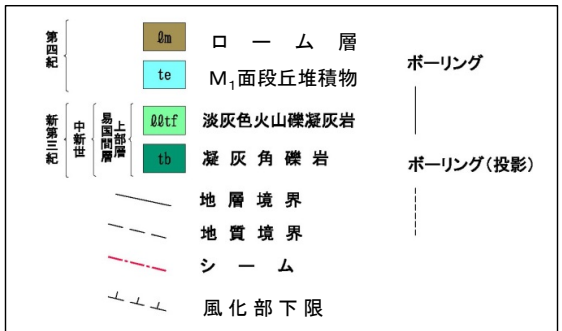 第四紀
ℓm ローム層
te M₁面段丘堆積物
新第三紀
中新世
易国間層
上部層
ℓℓtf 淡灰色火山礫凝灰岩
tb 凝灰角礫岩
地層境界
地質境界
シーム
風化部下限
ボーリング
ボーリング(投影)